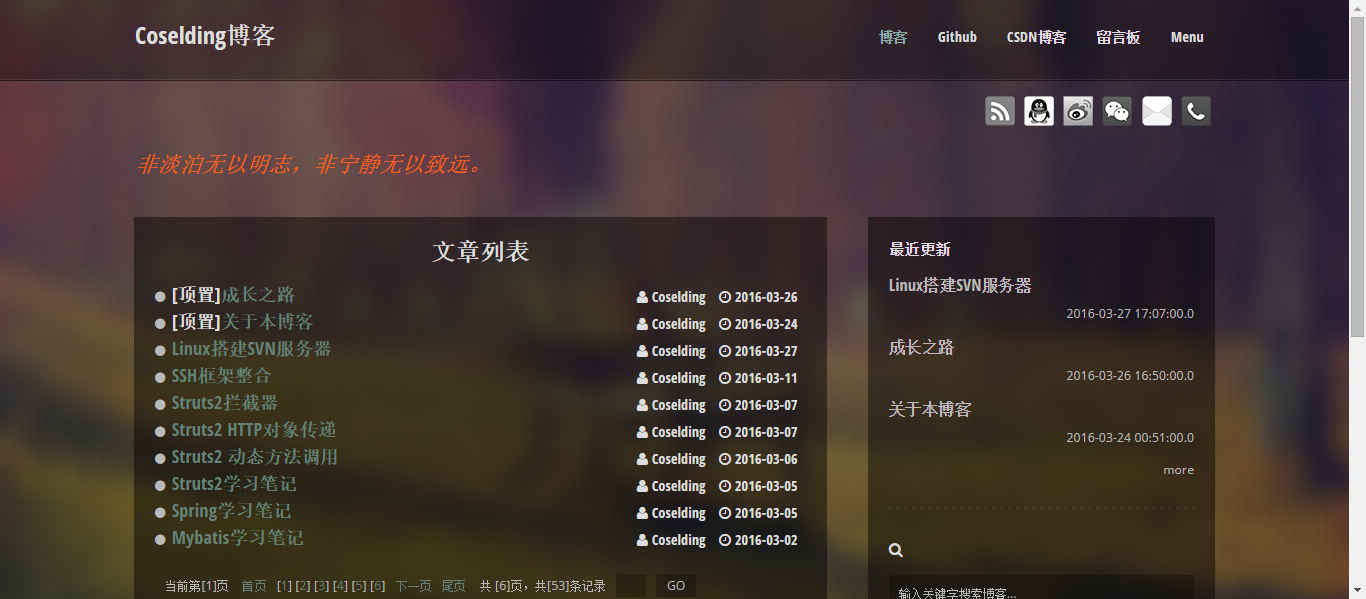 Coselding博客
博客 Github CSDN博客 留言板 Menu
非淡泊无以明志，非宁静无以致远。
文章列表
[顶置]成长之路 Coselding 2016-03-26
[顶置]关于本博客 Coselding 2016-03-24
Linux搭建SVN服务器 Coselding 2016-03-27
SSH框架整合 Coselding 2016-03-11
Struts2拦截器 Coselding 2016-03-07
Struts2 HTTP对象传递 Coselding 2016-03-07
Struts2 动态方法调用 Coselding 2016-03-06
Struts2学习笔记 Coselding 2016-03-05
Spring学习笔记 Coselding 2016-03-05
Mybatis学习笔记 Coselding 2016-03-02
当前第[1]页 首页 [1] [2] [3] [4] [5] [6] 下一页 尾页 共 [6]页，共[53]条记录 GO
最近更新
Linux搭建SVN服务器
2016-03-27 17:07:00.0
成长之路
2016-03-26 16:50:00.0
关于本博客
2016-03-24 00:51:00.0
more
输入关键字搜索博客...